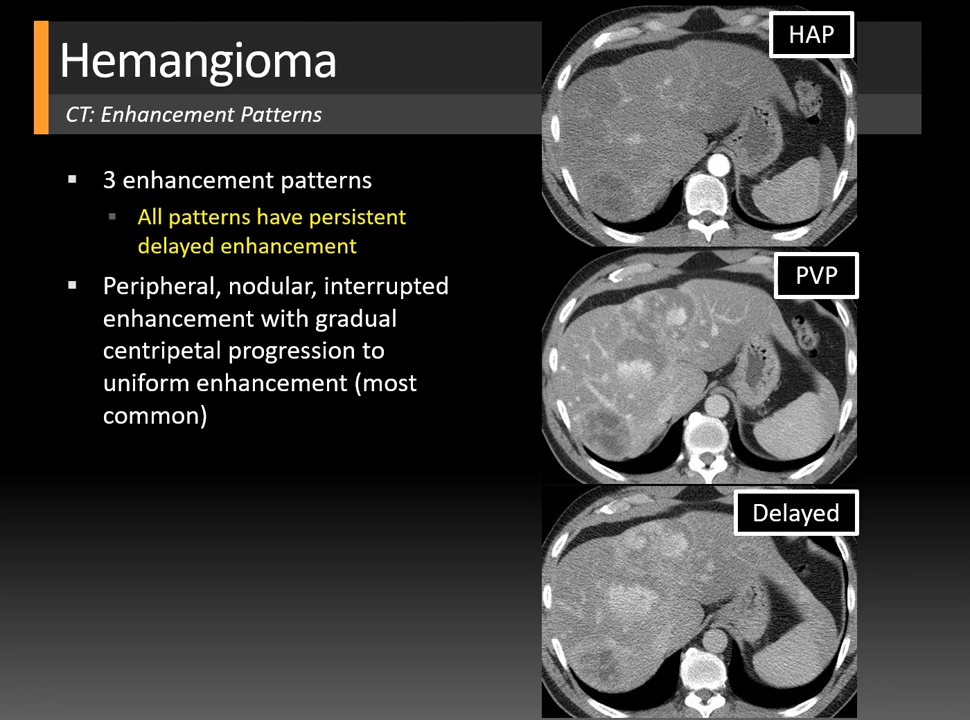 Hemangioma
CT: Enhancement Patterns
3 enhancement patterns
All patterns have persistent
delayed enhancement
Peripheral, nodular, interrupted
enhancement with gradual
centripetal progression to
uniform enhancement (most
common)
HAP
PVP
Delayed